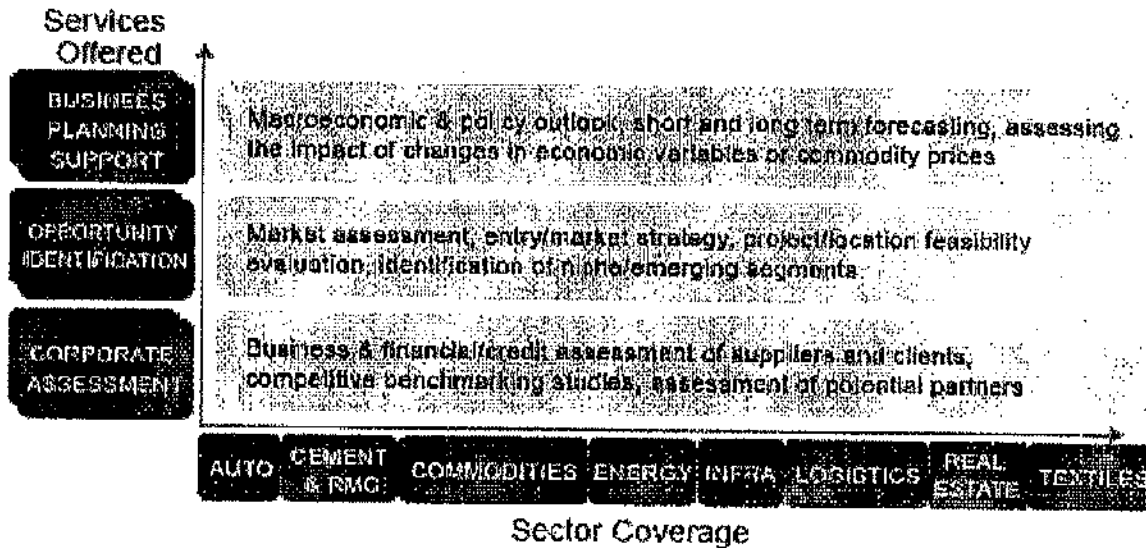 Services
Offered
BUSINESS
PLANNING
SUPPORT
Macroeconomic & policy outlook, short and long term forecasting, assessing
the impact of changes in economic variables or commodity prices
OPPORTUNITY
IDENTIFICATION
Market assessment, entry/market strategy, project/location feasibility
evaluation, identification of niche/emerging segments
CORPORATE
ASSESSMENT
Business & financial/credit assessment of suppliers and clients,
competitive benchmarking studies, assessment of potential partners
AUTO
CEMENT
& RMC
COMMODITIES
ENERGY
INFRA
LOGISTICS
REAL
ESTATE
TEXTILES
Sector Coverage